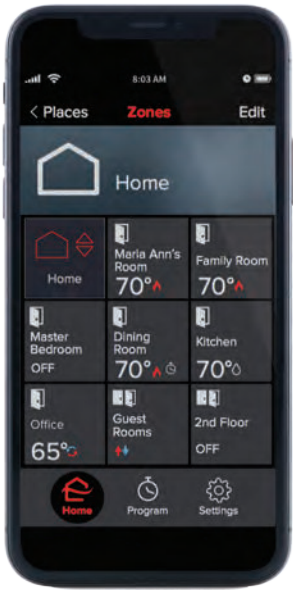 8:03 AM
< Places Zones Edit
Home
Home
Marla Ann's
Room
70°
Family Room
70°
Master
Bedroom
OFF
Dining
Room
70°
Kitchen
70°
Office
65°
Guest
Rooms
2nd Floor
OFF
Home Program Settings